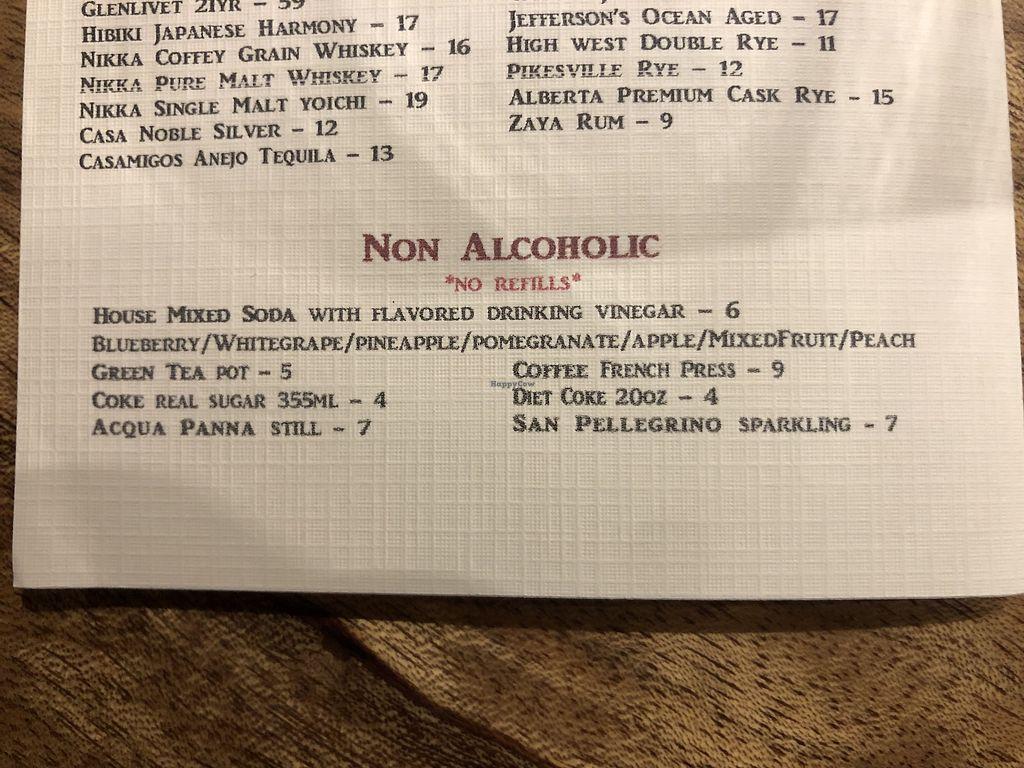 Glenlivet 21yr – 59
Hibiki Japanese Harmony – 17
Nikka Coffey Grain Whiskey – 16
Nikka Pure Malt Whiskey – 17
Nikka Single Malt yoichi – 19
Casa Noble Silver – 12
Casamigos Anejo Tequila – 13
Jefferson's Ocean Aged – 17
High west Double Rye – 11
Pikesville Rye – 12
Alberta Premium Cask Rye – 15
Zaya Rum – 9
Non Alcoholic
*no refills*
House Mixed Soda with flavored drinking vinegar – 6
Blueberry/Whitegrape/pineapple/pomegranate/apple/MixedFruit/Peach
Green Tea pot – 5
Coffee French Press – 9
HappyCow
Coke real sugar 355ml – 4
Diet Coke 20oz – 4
Acqua Panna still – 7
San Pellegrino sparkling – 7